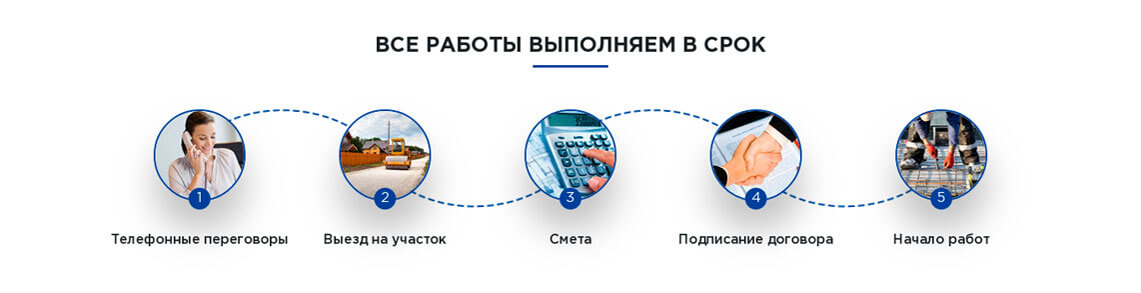 ВСЕ РАБОТЫ ВЫПОЛНЯЕМ В СРОК
1
2
3
4
5
Телефонные переговоры
Выезд на участок
Смета
Подписание договора
Начало работ